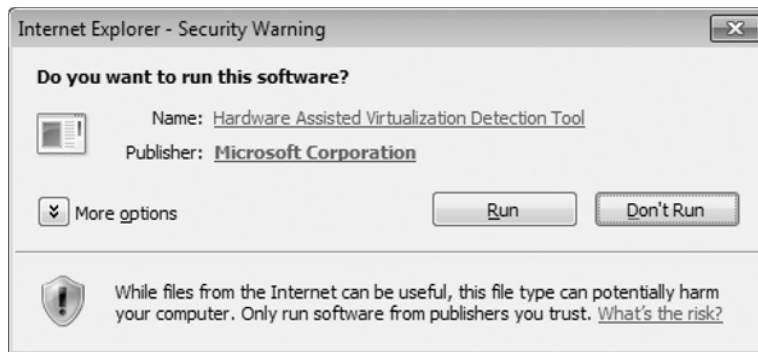 Internet Explorer - Security Warning
Do you want to run this software?
Name: Hardware Assisted Virtualization Detection Tool
Publisher: Microsoft Corporation
More options
Run
Don't Run
While files from the Internet can be useful, this file type can potentially harm
your computer. Only run software from publishers you trust. What's the risk?